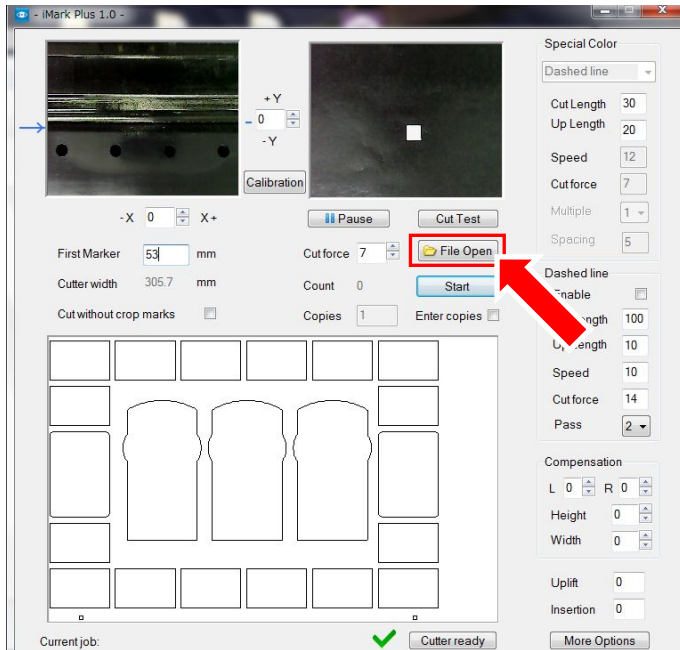 - iMark Plus 1.0 -
Special Color
Dashed line
+ Y
0
- Y
Calibration
Cut Length 30
Up Length 20
Speed 12
Cut force 7
Multiple 1
Spacing 5
- X 0 X +
Pause
Cut Test
First Marker 53 mm
Cut force 7
File Open
Cutter width 305.7 mm
Count 0
Start
Cut without crop marks
Copies 1
Enter copies
Dashed line
Enable
ngth 100
Up Length 10
Speed 10
Cut force 14
Pass 2
Compensation
L 0 R 0
Height 0
Width 0
Uplift 0
Insertion 0
Current job:
Cutter ready
More Options